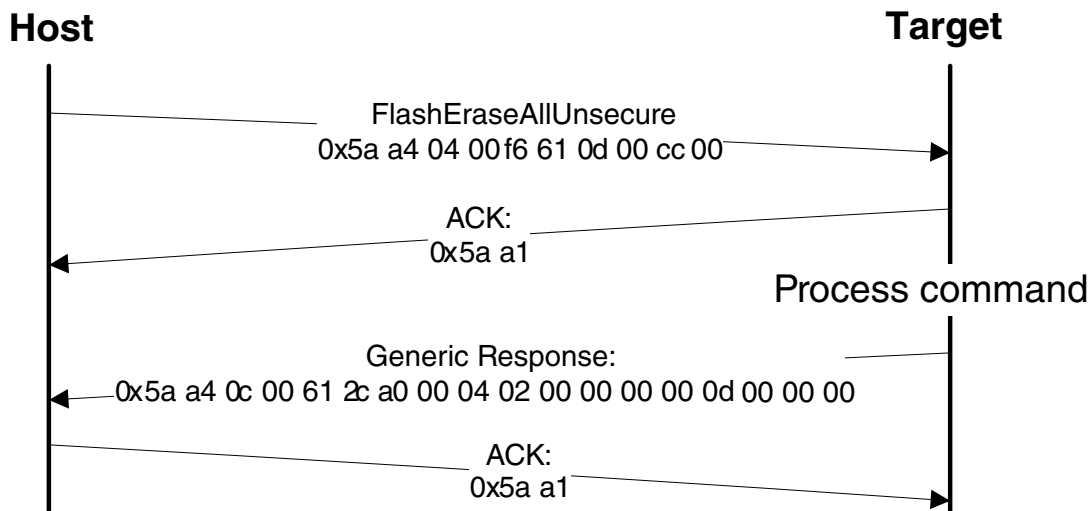 Host
Target
FlashEraseAllUnsecure
0x5a a4 04 00 f6 61 0d 00 cc 00
ACK:
0x5a a1
Process command
Generic Response:
0x5a a4 0c 00 61 2c a0 00 04 02 00 00 00 00 0d 00 00 00
ACK:
0x5a a1